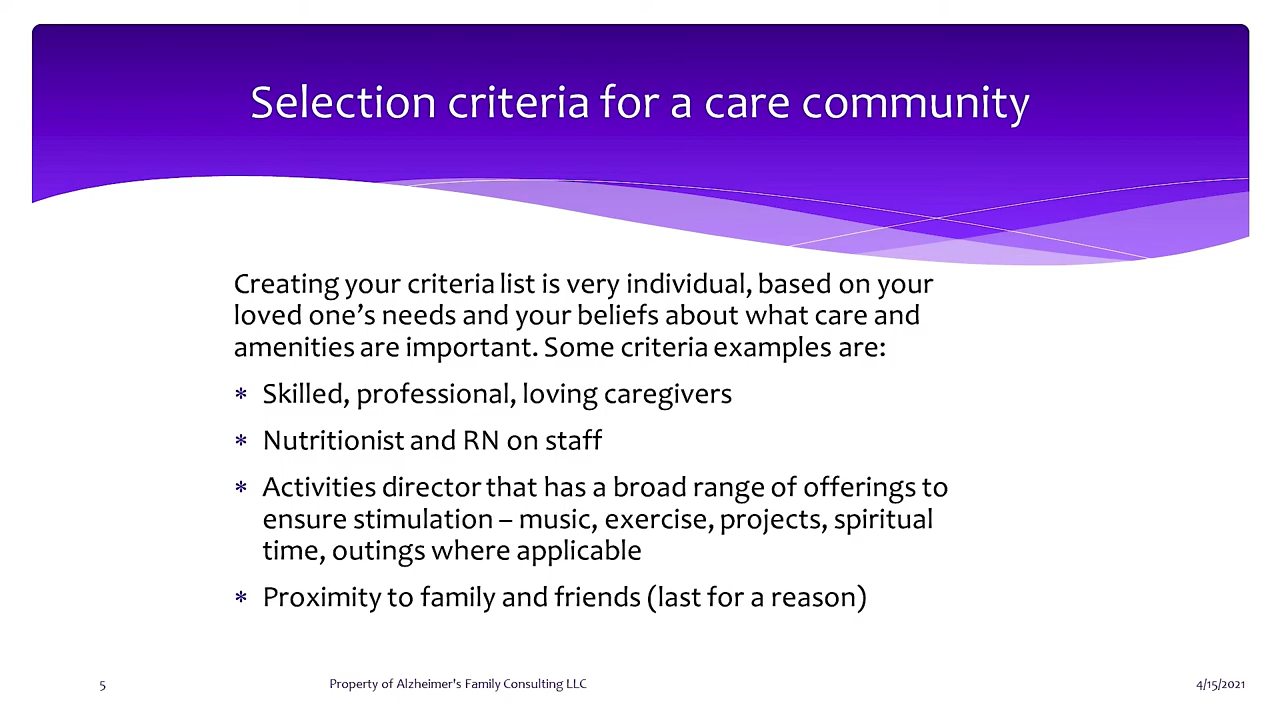 Selection criteria for a care community
Creating your criteria list is very individual, based on your
loved one’s needs and your beliefs about what care and
amenities are important. Some criteria examples are:
* Skilled, professional, loving caregivers
* Nutritionist and RN on staff
* Activities director that has a broad range of offerings to
ensure stimulation – music, exercise, projects, spiritual
time, outings where applicable
* Proximity to family and friends (last for a reason)
5 Property of Alzheimer's Family Consulting LLC 4/15/2021